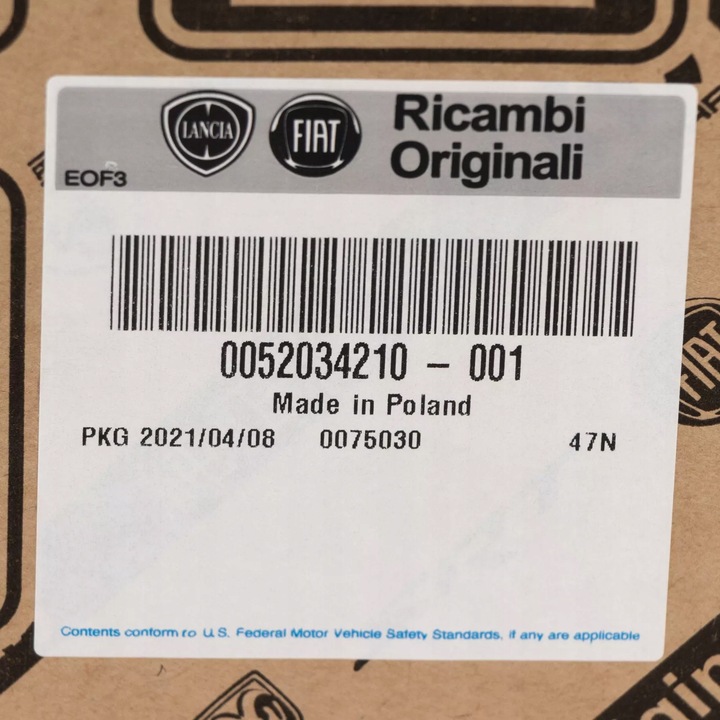 LANCIA
FIAT
Ricambi
Originali
EOF3
0052034210 - 001
Made in Poland
PKG 2021/04/08 0075030 47N
FIAT
Contents conform to U.S. Federal Motor Vehicle Safety Standards, if any are applicable